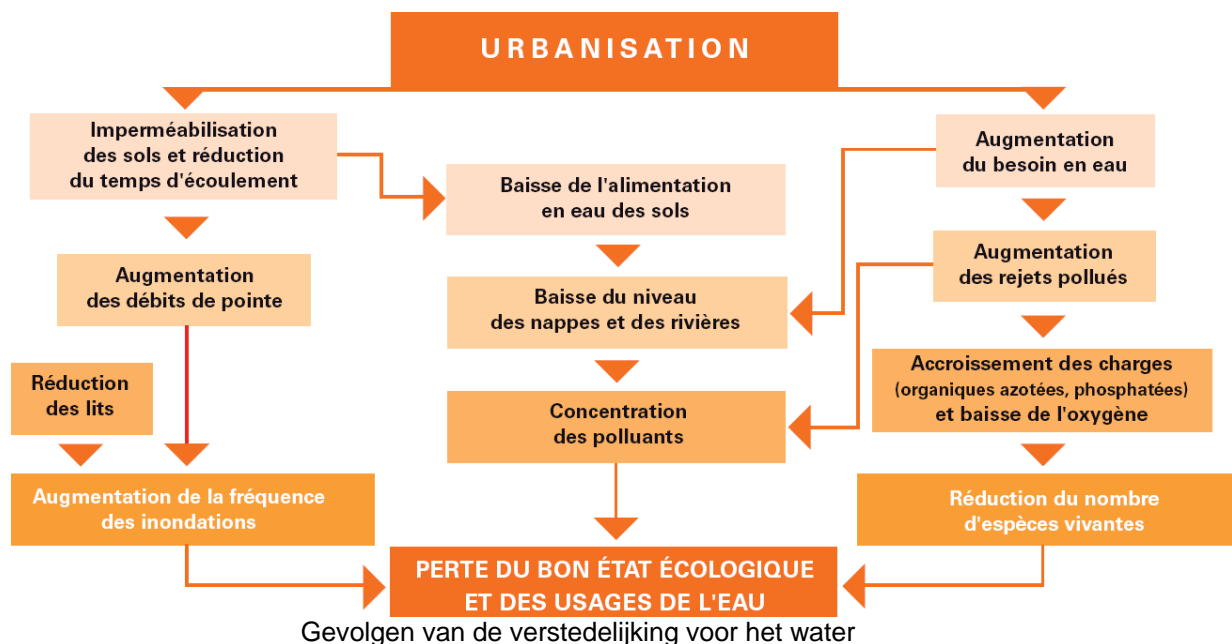 URBANISATION
Imperméabilisation
des sols et réduction
du temps d'écoulement
Augmentation
du besoin en eau
Baisse de l'alimentation
en eau des sols
Augmentation
des débits de pointe
Augmentation
des rejets pollués
Baisse du niveau
des nappes et des rivières
Réduction
des lits
Accroissement des charges
(organiques azotées, phosphatées)
et baisse de l'oxygène
Concentration
des polluants
Augmentation de la fréquence
des inondations
Réduction du nombre
d'espèces vivantes
PERTE DU BON ÉTAT ÉCOLOGIQUE
ET DES USAGES DE L'EAU
Gevolgen van de verstedelijking voor het water